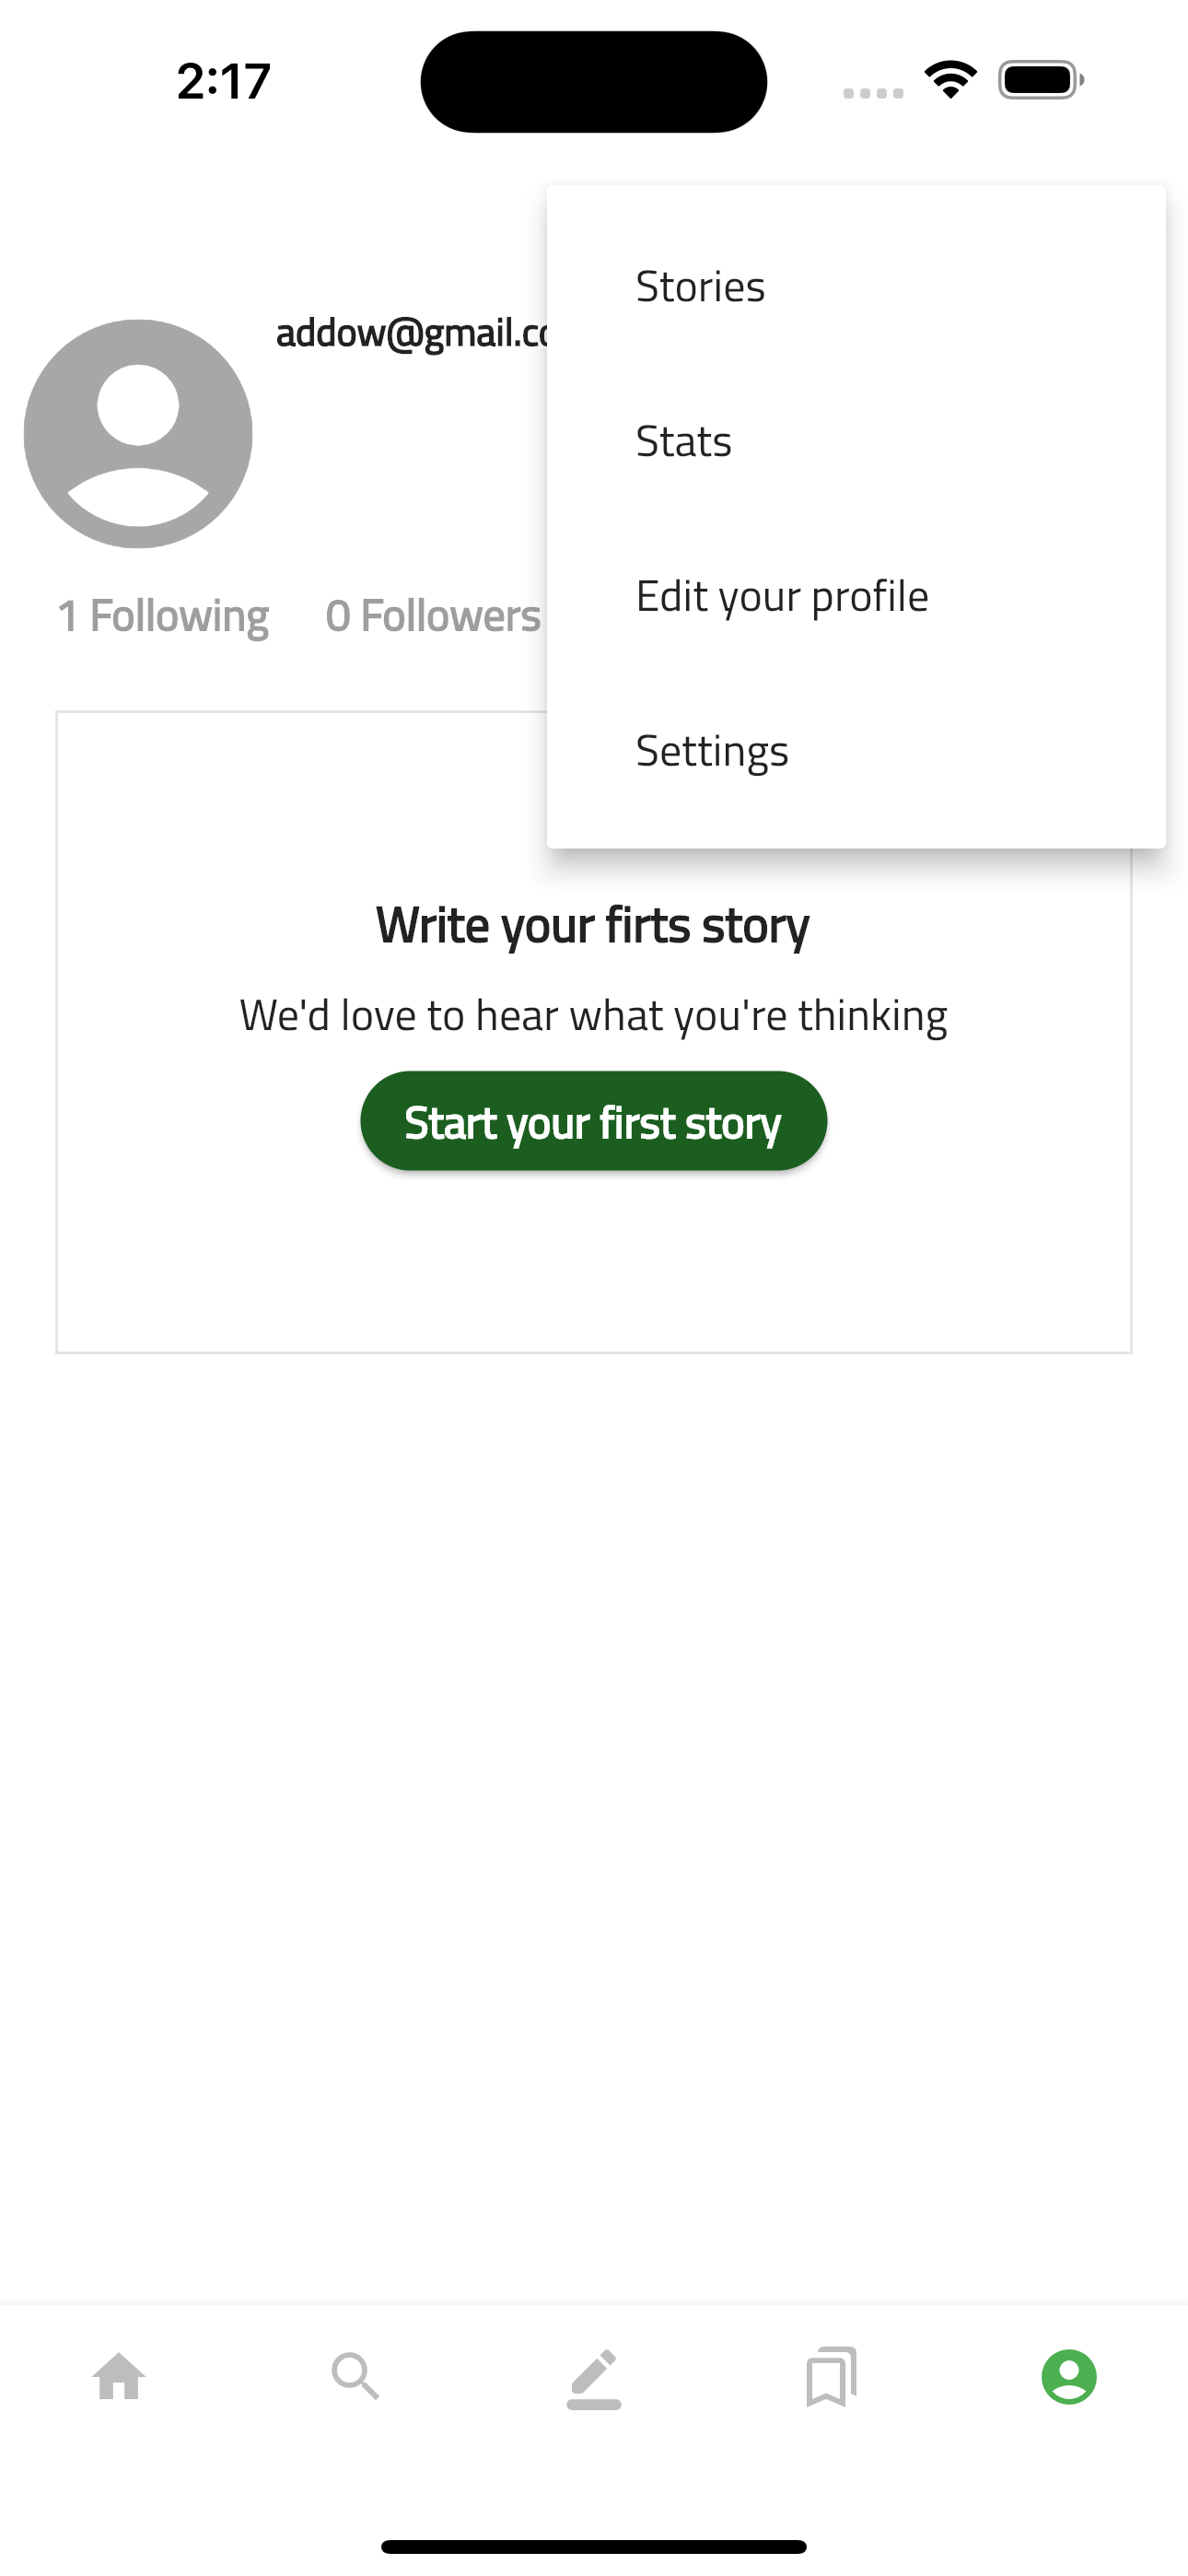 2:17
Stories
addow@gmail.co
Stats
Edit your profile
1 Following 0 Followers
Settings
Write your firts story
We'd love to hear what you're thinking
Start your first story